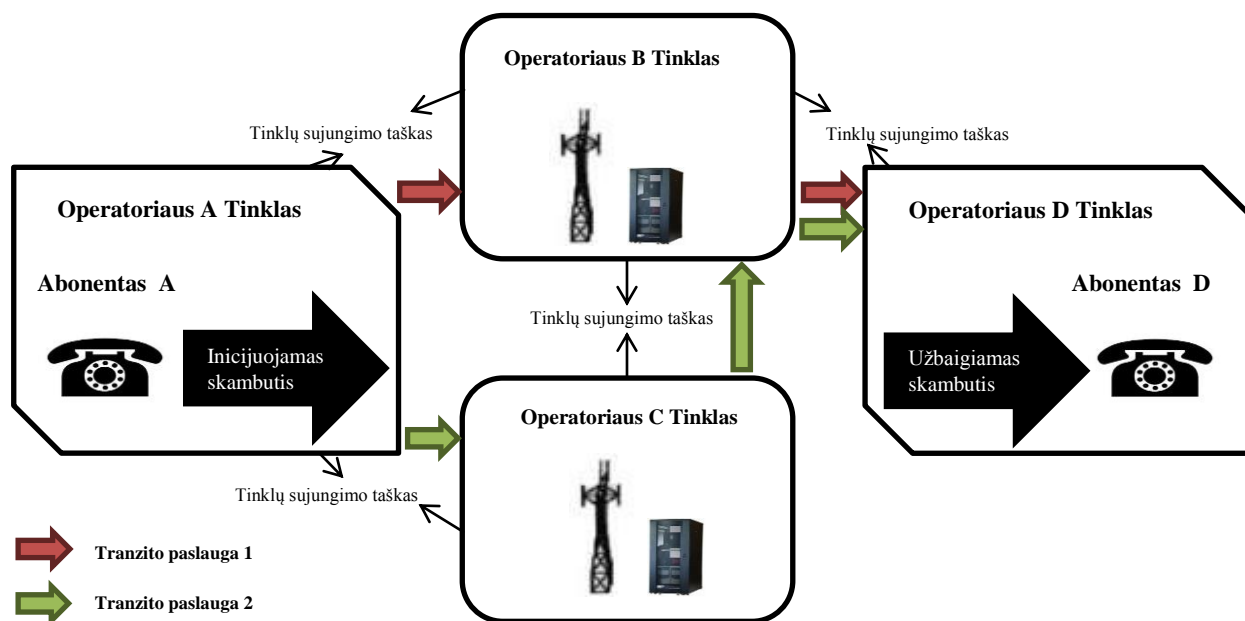 Operatoriaus B Tinklas
Tinklų sujungimo taškas
Tinklų sujungimo taškas
Operatoriaus A Tinklas
Operatoriaus D Tinklas
Abonentas A
Abonentas D
Tinklų sujungimo taškas
Inicijuojamas
skambutis
Užbaigiamas
skambutis
Operatoriaus C Tinklas
Tinklų sujungimo taškas
Tranzito paslauga 1
Tranzito paslauga 2